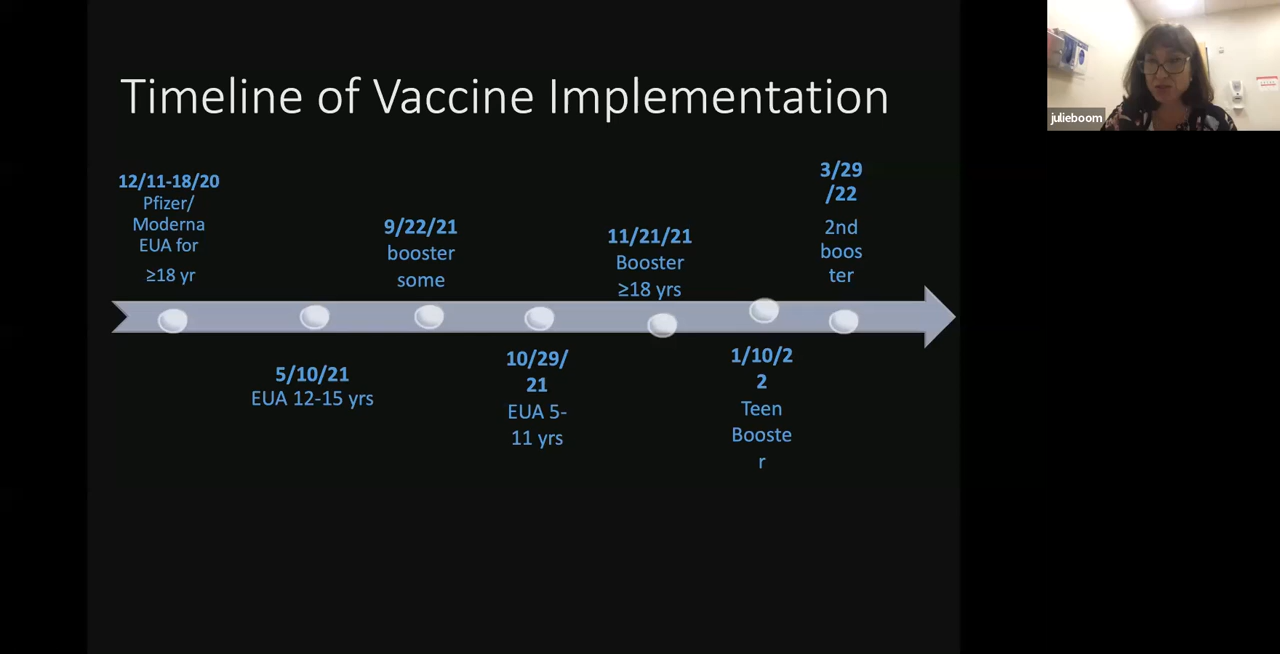 Timeline of Vaccine Implementation
julieboom
12/11-18/20
Pfizer/
Moderna
EUA for
≥18 yr
5/10/21
EUA 12-15 yrs
9/22/21
booster
some
10/29/
21
EUA 5-
11 yrs
11/21/21
Booster
≥18 yrs
1/10/2
2
Teen
Booste
r
3/29
/22
2nd
boos
ter